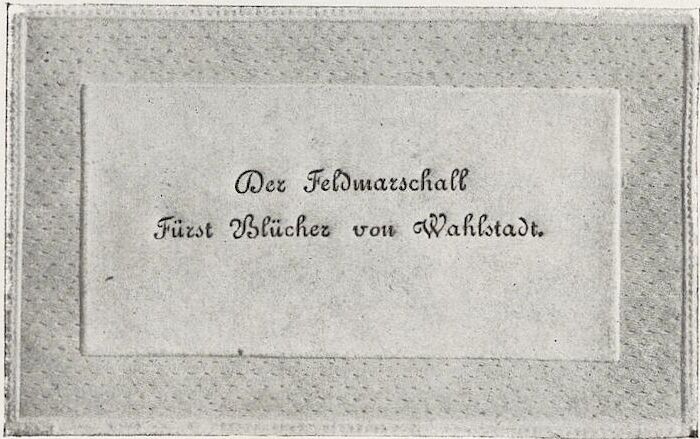 Der Feldmarschall
Fürst Blücher von Wahlstadt.